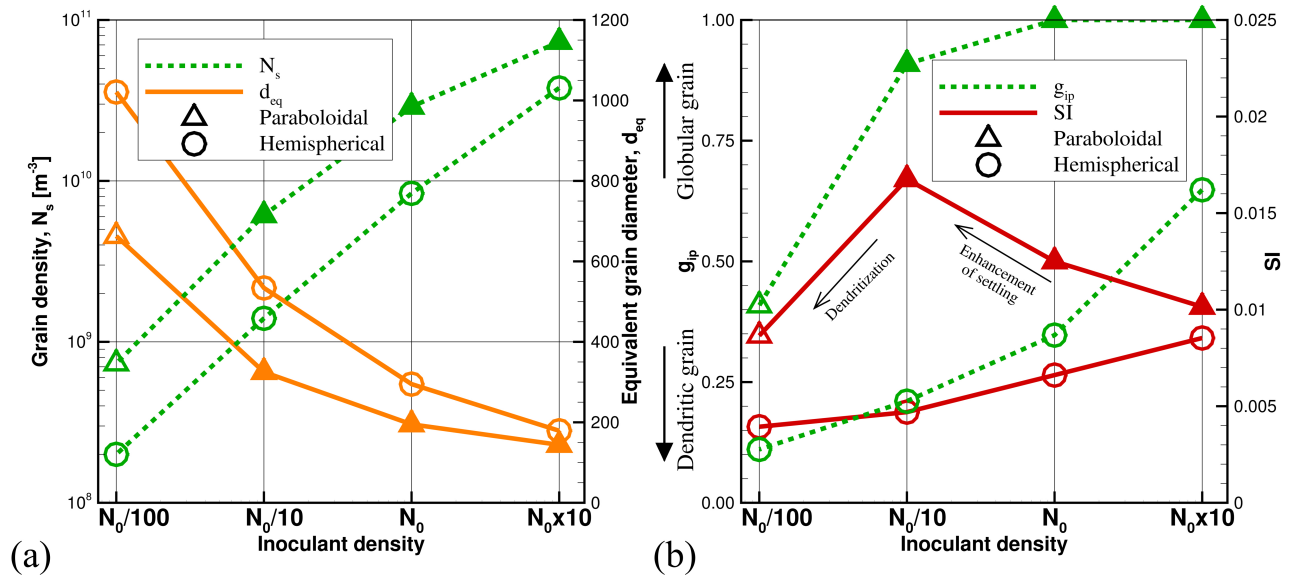 10¹¹
10¹⁰
10⁹
10⁸
Grain density, Nₛ [m⁻³]
Nₛ
d_eq
Paraboloidal
Hemispherical
1200
1000
800
600
400
200
0
Equivalent grain diameter, d_eq
N₀/100
N₀/10
N₀
N₀x10
Inoculant density
(a)
Globular grain
Dendritic grain
1.00
0.75
0.50
0.25
0.00
g_ip
g_ip
SI
Paraboloidal
Hemispherical
Dendritization
Enhancement
of settling
0.025
0.020
0.015
0.010
0.005
0
SI
N₀/100
N₀/10
N₀
N₀x10
Inoculant density
(b)